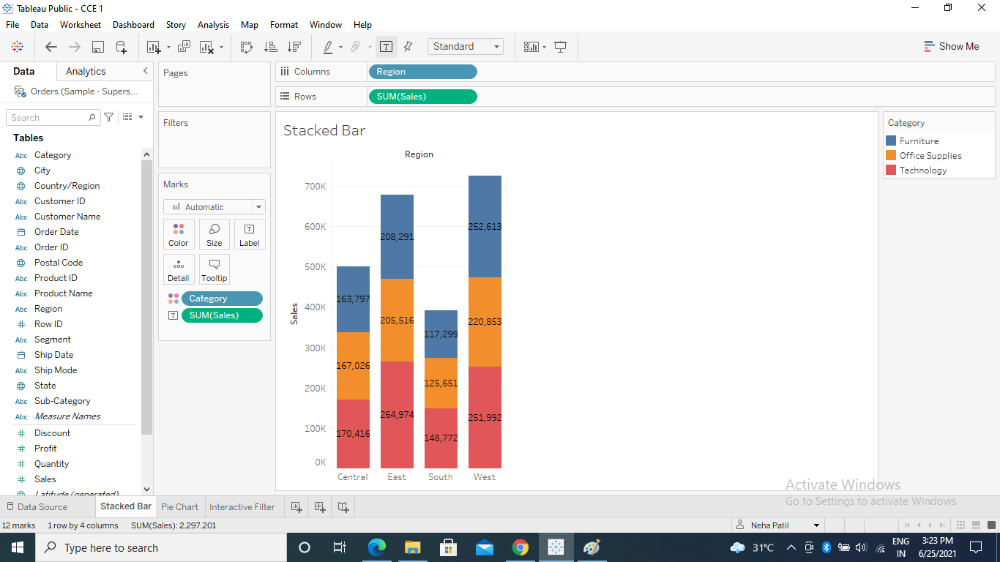 Tableau Public - CCE 1
File Data Worksheet Dashboard Story Analysis Map Format Window Help
Standard
Show Me
Data Analytics
Orders (Sample - Supers...
Search
Tables
Abc Category
City
Country/Region
Abc Customer ID
Abc Customer Name
Order Date
Abc Order ID
Postal Code
Abc Product ID
Abc Product Name
Abc Region
# Row ID
Abc Segment
Ship Date
Abc Ship Mode
State
Abc Sub-Category
Abc Measure Names
# Discount
# Profit
# Quantity
# Sales
Latitude (generated)
Pages
Filters
Marks
Automatic
Color Size Label
Detail Tooltip
Category
SUM(Sales)
Columns Region
Rows SUM(Sales)
Stacked Bar
Region
Sales
700K
600K
500K
400K
300K
200K
100K
0K
163,797
167,026
170,416
208,291
205,516
264,974
117,299
125,651
148,772
252,613
220,853
251,992
Central East South West
Category
Furniture
Office Supplies
Technology
Activate Windows
Go to Settings to activate Windows.
Data Source Stacked Bar Pie Chart Interactive Filter
12 marks 1 row by 4 columns SUM(Sales): 2,297,201
Neha Patil
Type here to search
31°C
ENG
IN
3:23 PM
6/25/2021